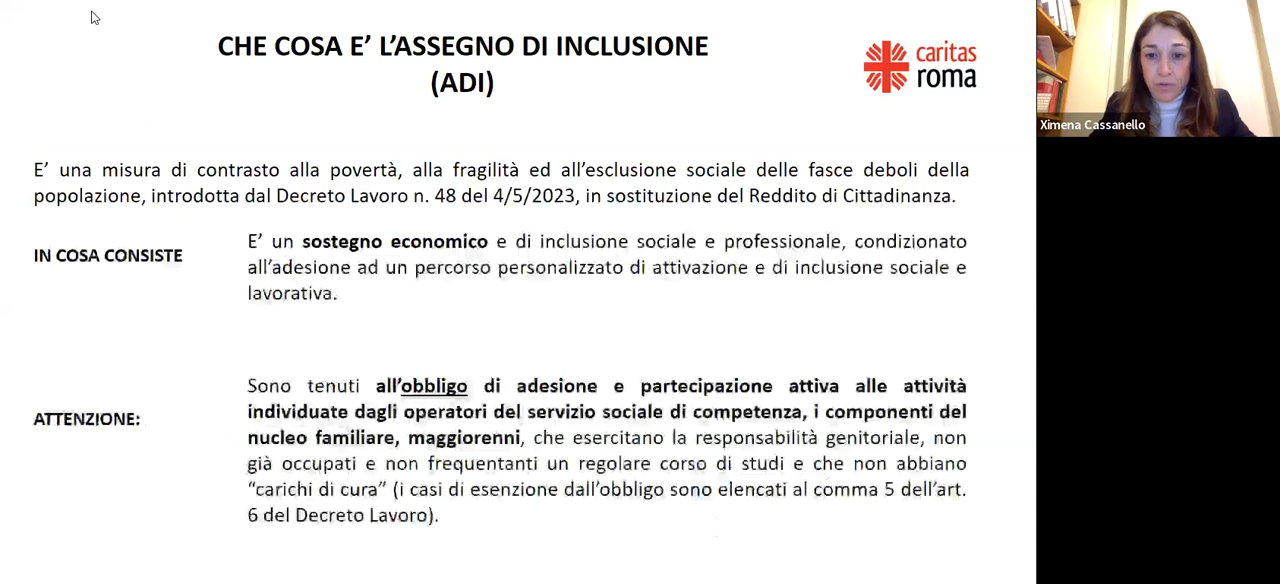 CHE COSA E’ L’ASSEGNO DI INCLUSIONE
(ADI)
caritas
roma
Ximena Cassanello
E’ una misura di contrasto alla povertà, alla fragilità ed all’esclusione sociale delle fasce deboli della
popolazione, introdotta dal Decreto Lavoro n. 48 del 4/5/2023, in sostituzione del Reddito di Cittadinanza.
IN COSA CONSISTE
E’ un sostegno economico e di inclusione sociale e professionale, condizionato
all’adesione ad un percorso personalizzato di attivazione e di inclusione sociale e
lavorativa.
ATTENZIONE:
Sono tenuti all’obbligo di adesione e partecipazione attiva alle attività
individuate dagli operatori del servizio sociale di competenza, i componenti del
nucleo familiare, maggiorenni, che esercitano la responsabilità genitoriale, non
già occupati e non frequentanti un regolare corso di studi e che non abbiano
“carichi di cura” (i casi di esenzione dall’obbligo sono elencati al comma 5 dell’art.
6 del Decreto Lavoro).